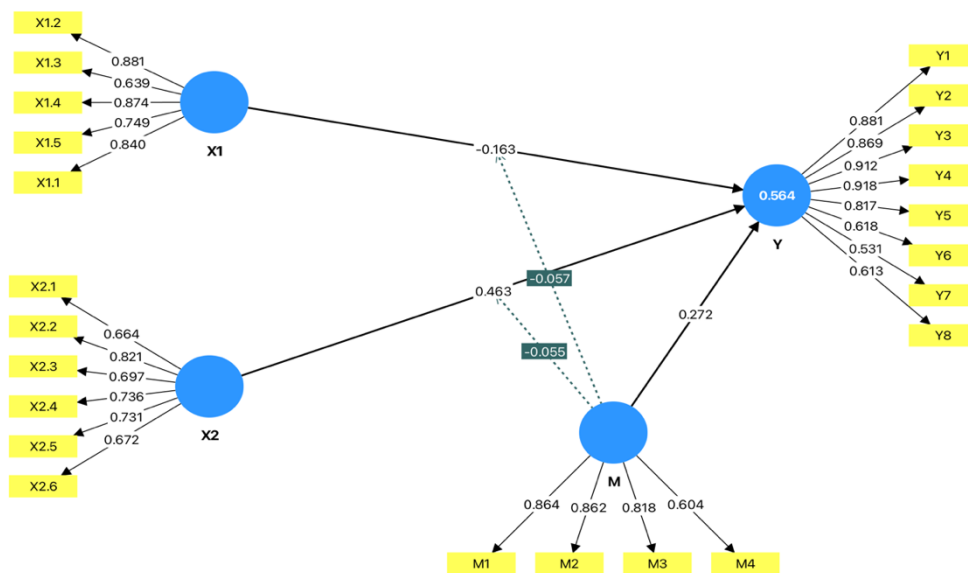 X1.2
X1.3
X1.4
X1.5
X1.1
0.881
0.639
0.874
0.749
0.840
X1
-0.163
Y1
Y2
Y3
Y4
Y5
Y6
Y7
Y8
0.881
0.869
0.912
0.918
0.817
0.618
0.531
0.613
0.564
Y
X2.1
X2.2
X2.3
X2.4
X2.5
X2.6
0.664
0.821
0.697
0.736
0.731
0.672
X2
0.463
-0.057
-0.055
0.272
M
0.864
0.862
0.818
0.604
M1
M2
M3
M4